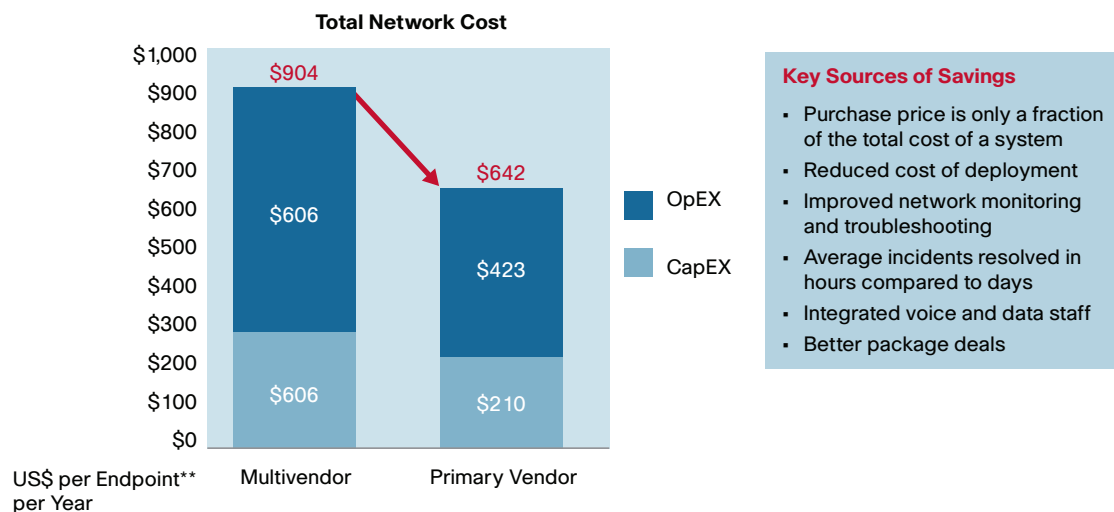 Total Network Cost
$1,000
$900
$800
$700
$600
$500
$400
$300
$200
$100
$0
$904
$606
$606
$642
$423
$210
Multivendor
Primary Vendor
US$ per Endpoint**
per Year
OpEX
CapEX
Key Sources of Savings
▪ Purchase price is only a fraction
of the total cost of a system
▪ Reduced cost of deployment
▪ Improved network monitoring
and troubleshooting
▪ Average incidents resolved in
hours compared to days
▪ Integrated voice and data staff
▪ Better package deals